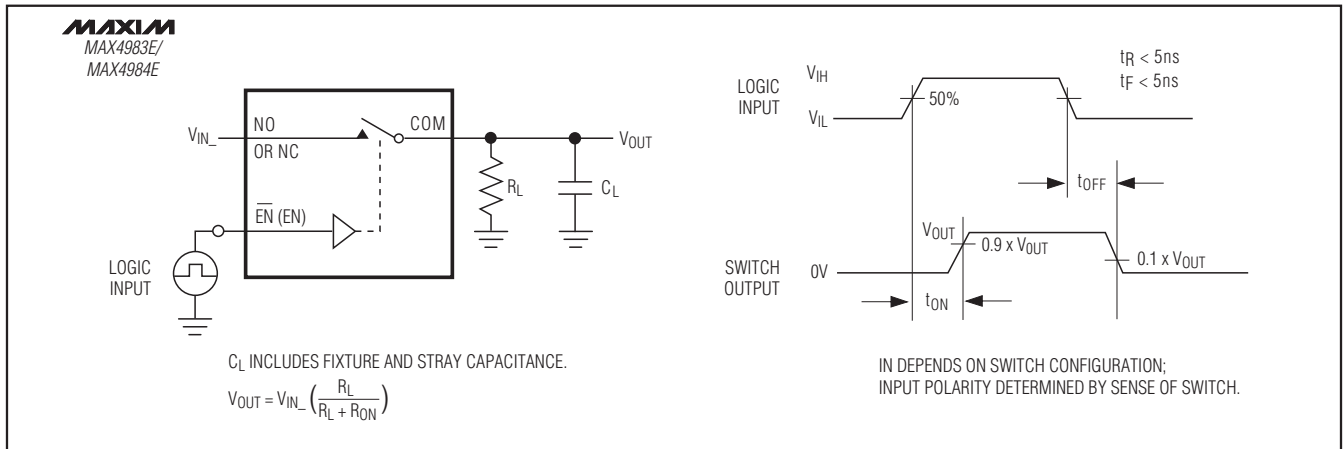 MAXIM
MAX4983E/
MAX4984E
V_IN_
NO
OR NC
COM
V_OUT
R_L
C_L
E̅N̅ (EN)
LOGIC
INPUT
C_L INCLUDES FIXTURE AND STRAY CAPACITANCE.
V_OUT = V_IN_ (R_L / (R_L + R_ON))
LOGIC
INPUT
V_IH
V_IL
50%
t_R < 5ns
t_F < 5ns
t_OFF
SWITCH
OUTPUT
V_OUT
0V
0.9 x V_OUT
0.1 x V_OUT
t_ON
IN DEPENDS ON SWITCH CONFIGURATION;
INPUT POLARITY DETERMINED BY SENSE OF SWITCH.